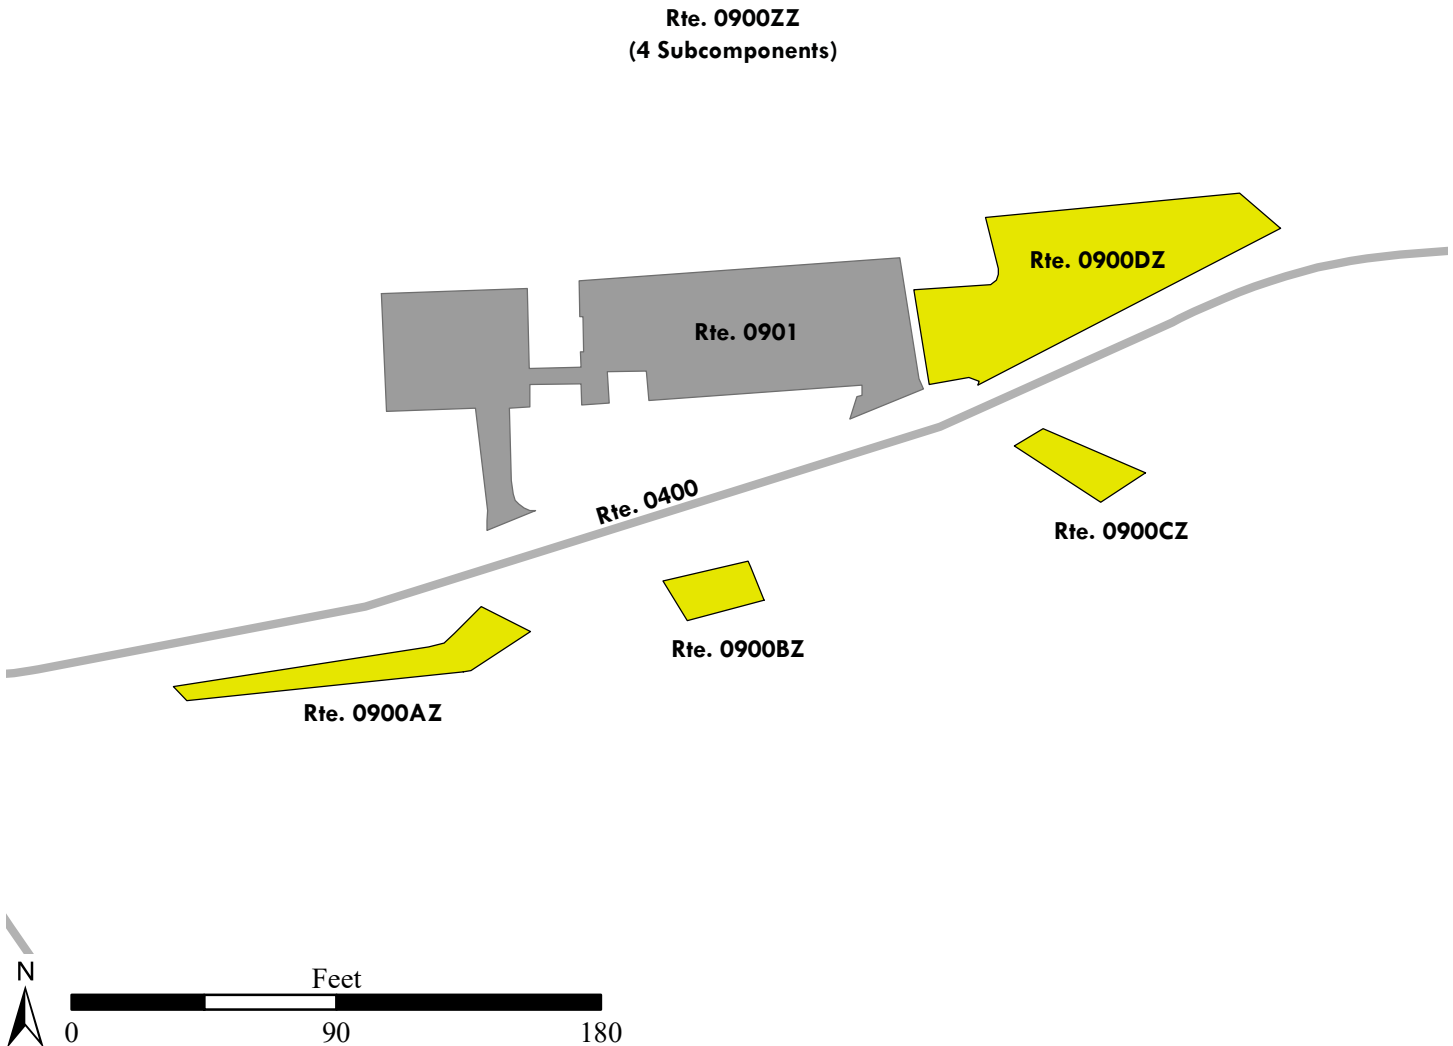 Rte. 0900ZZ
(4 Subcomponents)
Rte. 0900DZ
Rte. 0901
Rte. 0400
Rte. 0900CZ
Rte. 0900BZ
Rte. 0900AZ
N
Feet
0 90 180